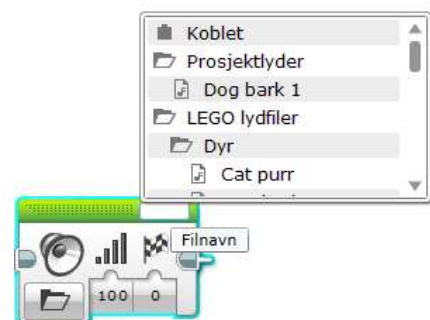 Koblet
Prosjektlyder
Dog bark 1
LEGO lydfiler
Dyr
Cat purr
Filnavn
100 0